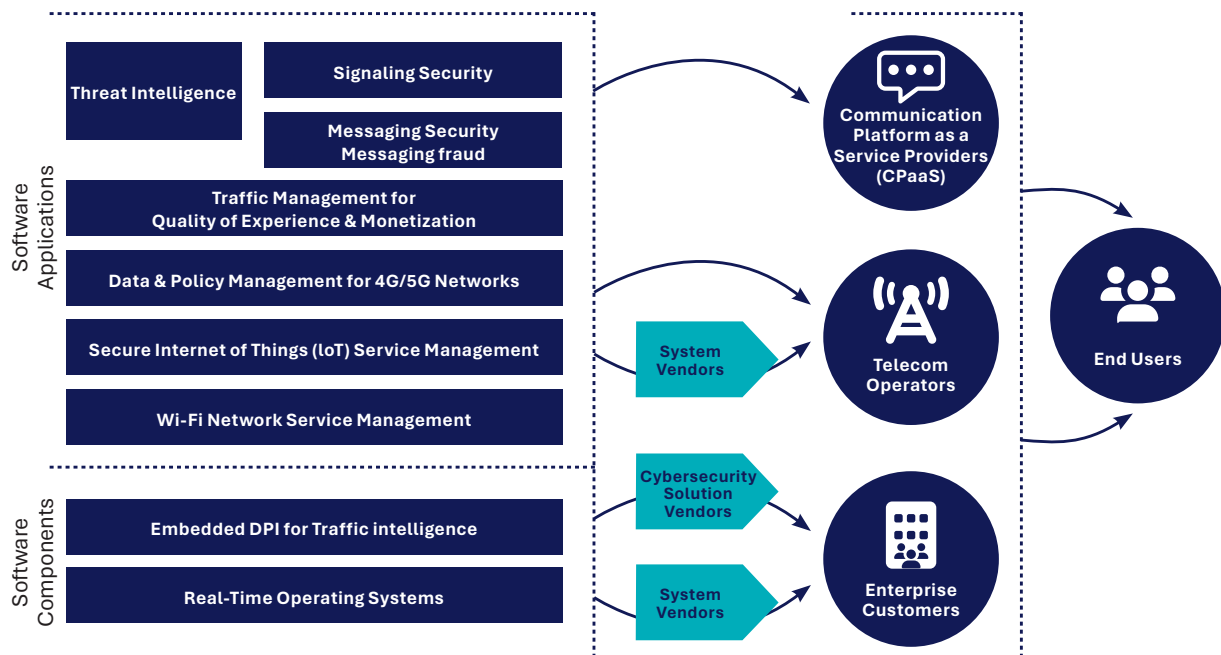 Software
Applications
Threat Intelligence
Signaling Security
Messaging Security
Messaging fraud
Traffic Management for
Quality of Experience & Monetization
Data & Policy Management for 4G/5G Networks
Secure Internet of Things (loT) Service Management
Wi-Fi Network Service Management
Software
Components
Embedded DPI for Traffic intelligence
Real-Time Operating Systems
System
Vendors
Cybersecurity
Solution
Vendors
System
Vendors
Communication
Platform as a
Service Providers
(CPaaS)
Telecom
Operators
Enterprise
Customers
End Users